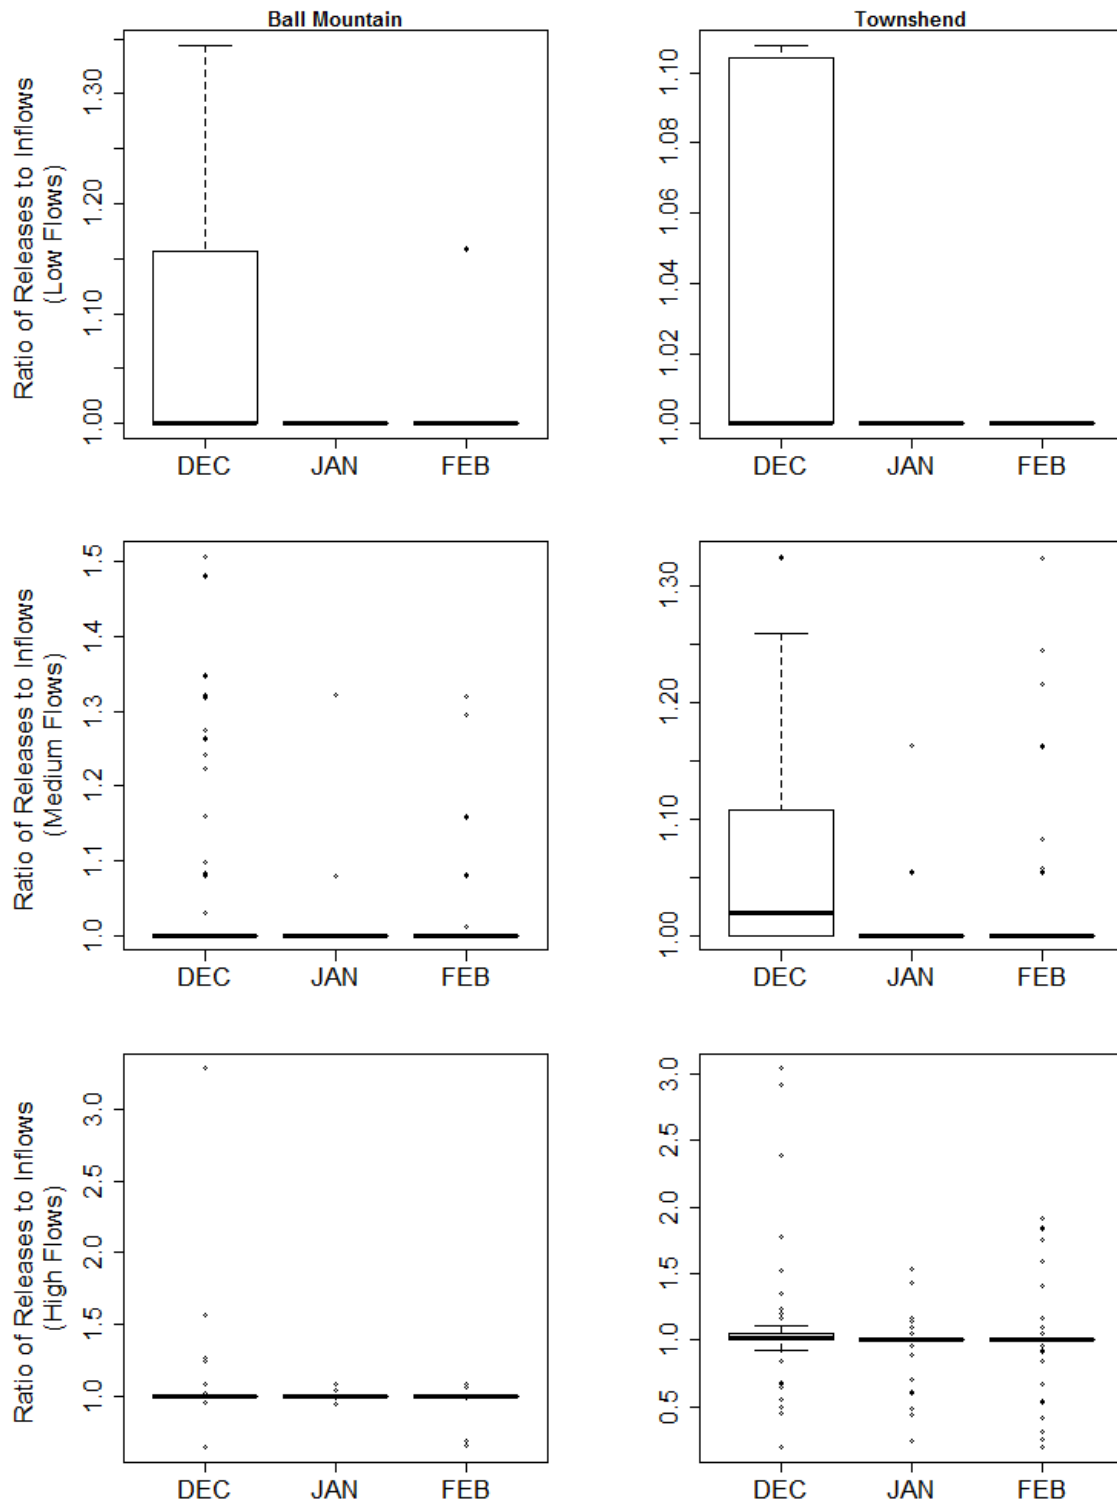 Ball Mountain
Townshend
Ratio of Releases to Inflows
(Low Flows)
1.30
1.20
1.10
1.00
DEC JAN FEB
1.10
1.08
1.06
1.04
1.02
1.00
DEC JAN FEB
Ratio of Releases to Inflows
(Medium Flows)
1.5
1.4
1.3
1.2
1.1
1.0
DEC JAN FEB
1.30
1.20
1.10
1.00
DEC JAN FEB
Ratio of Releases to Inflows
(High Flows)
3.0
2.5
2.0
1.5
1.0
DEC JAN FEB
3.0
2.5
2.0
1.5
1.0
0.5
DEC JAN FEB